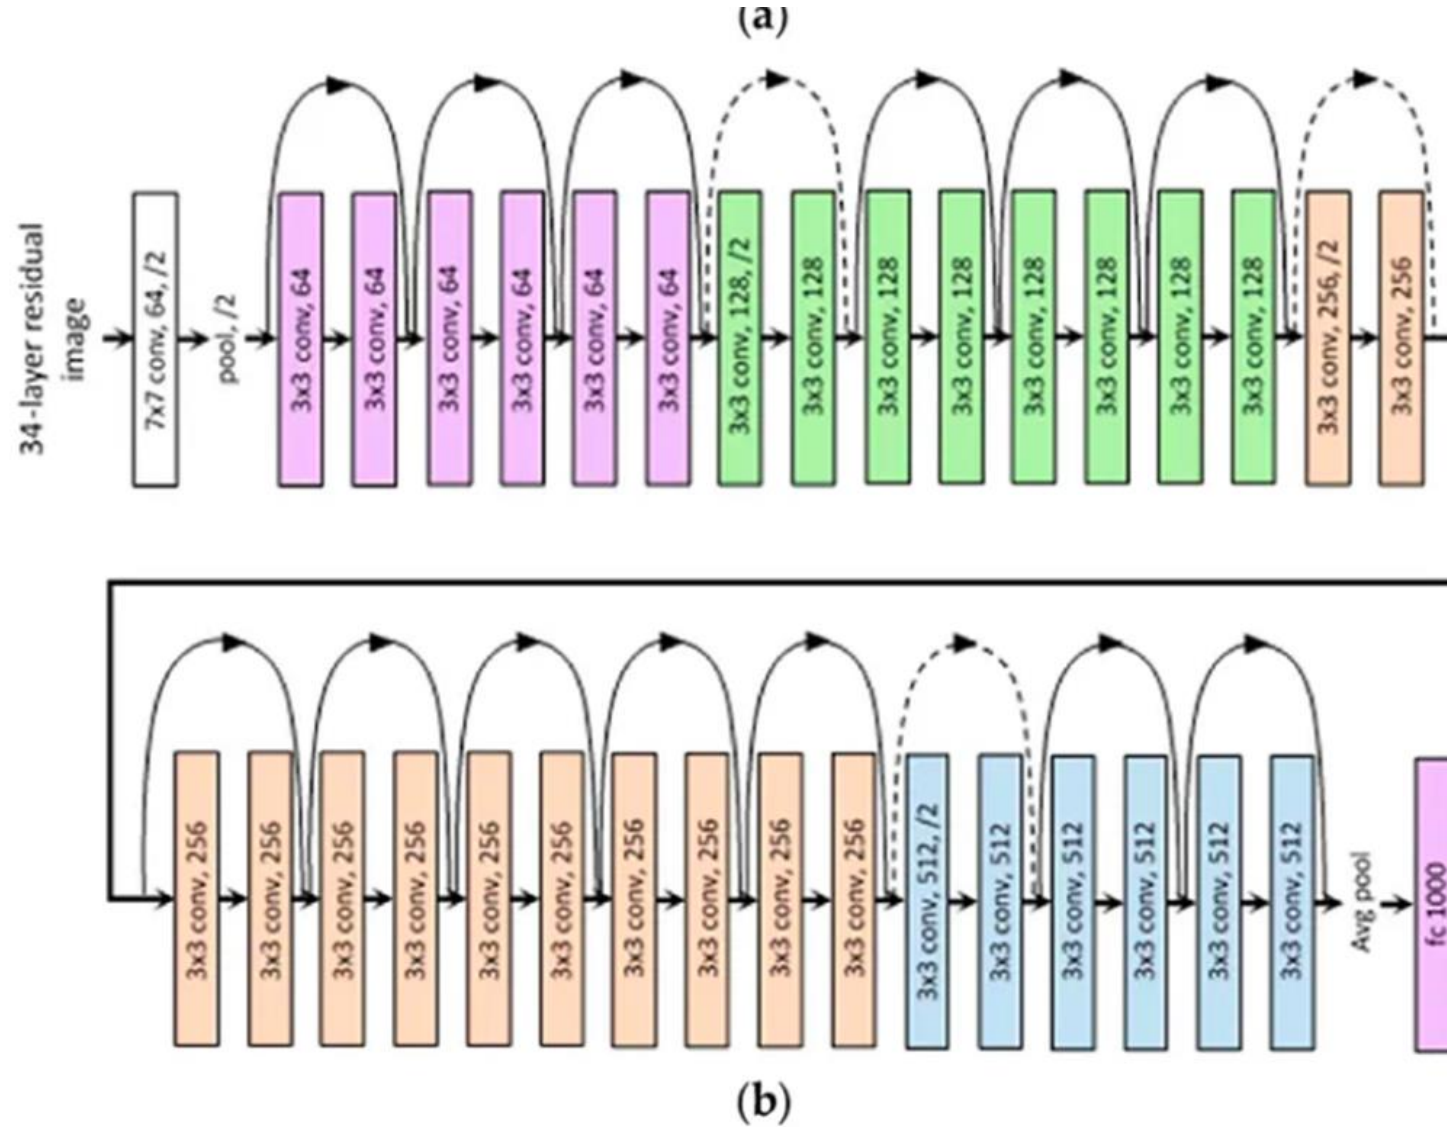 (a)
34-layer residual
image
7x7 conv, 64, /2
pool, /2
3x3 conv, 64
3x3 conv, 64
3x3 conv, 64
3x3 conv, 64
3x3 conv, 64
3x3 conv, 64
3x3 conv, 128, /2
3x3 conv, 128
3x3 conv, 128
3x3 conv, 128
3x3 conv, 128
3x3 conv, 128
3x3 conv, 128
3x3 conv, 128
3x3 conv, 256, /2
3x3 conv, 256
3x3 conv, 256
3x3 conv, 256
3x3 conv, 256
3x3 conv, 256
3x3 conv, 256
3x3 conv, 256
3x3 conv, 256
3x3 conv, 256
3x3 conv, 256
3x3 conv, 256
3x3 conv, 512, /2
3x3 conv, 512
3x3 conv, 512
3x3 conv, 512
3x3 conv, 512
3x3 conv, 512
Avg pool
fc 1000
(b)